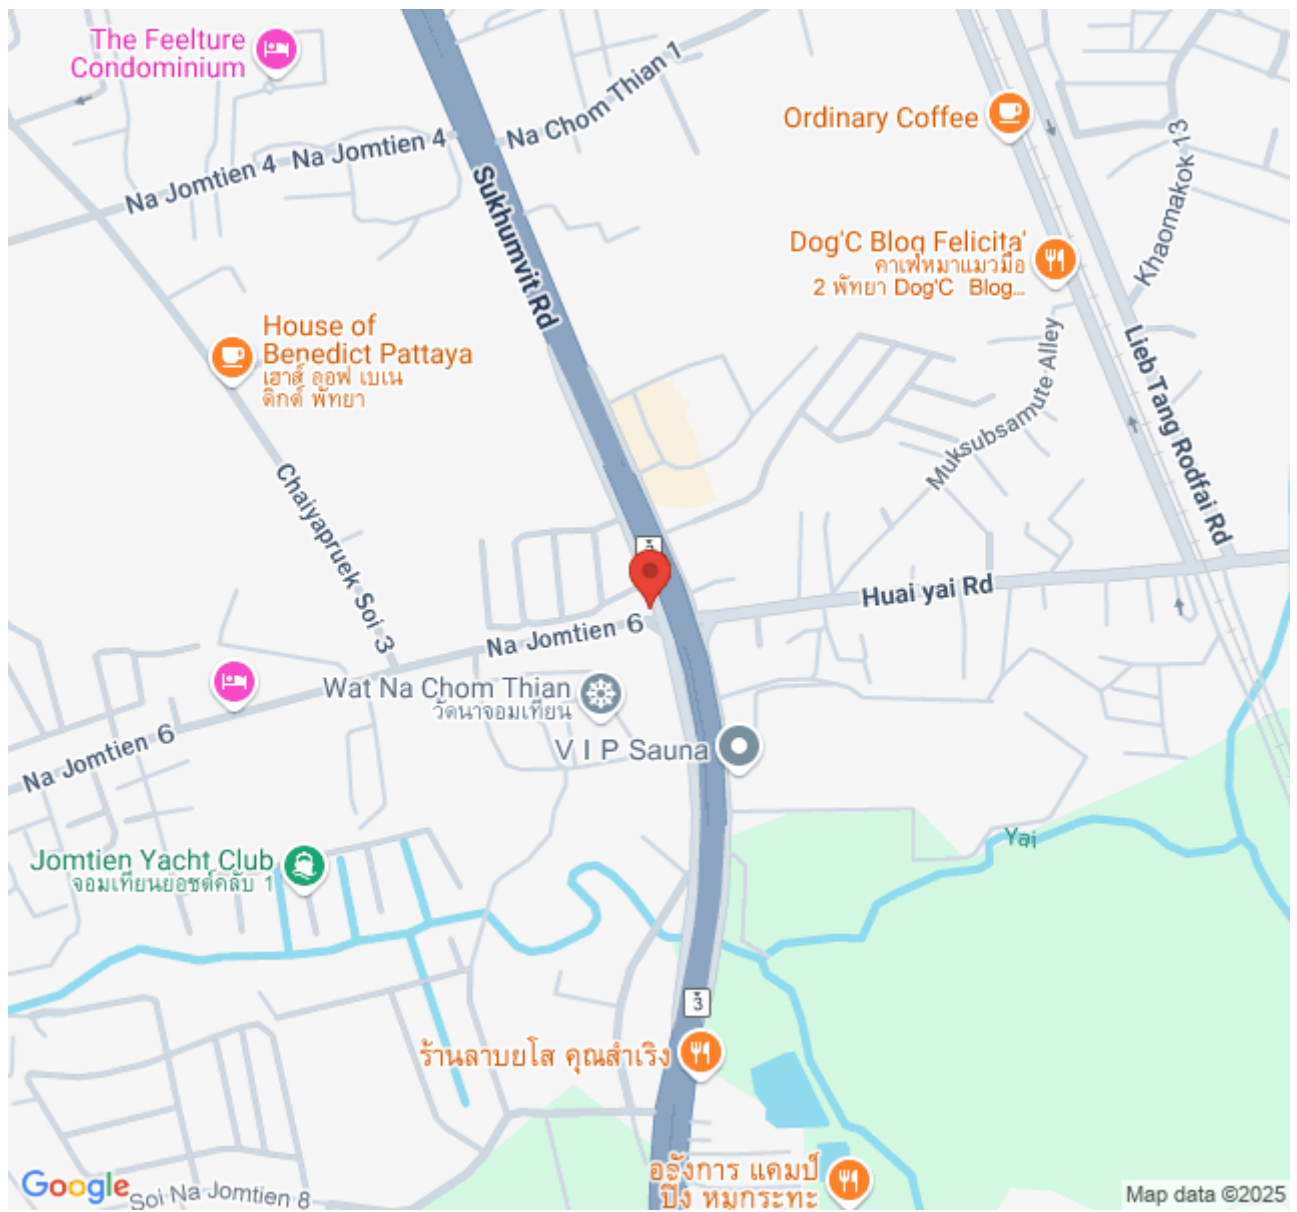 The Feelture
Condominium
Na Chom Thian 1
Ordinary Coffee
Na Jomtien 4
Na Jomtien 4
Khaomakok 13
Sukhumvit Rd
Dog'C Blog Felicita'
คาเฟ่หมาแมวมือ
2 พัทยา Dog'C Blog...
House of
Benedict Pattaya
เฮาส์ ออฟ เบเน
ดิกต์ พัทยา
Muksubsamute Alley
Lieb Tang Rodfai Rd
Chaiyapruek Soi 3
Huai yai Rd
Na Jomtien 6
Wat Na Chom Thian
วัดนาจอมเทียน
V I P Sauna
Na Jomtien 6
Yai
Jomtien Yacht Club
จอมเทียนยอชต์คลับ 1
3
ร้านลาบยโส คุณสำเริง
อลังการ แคมป์
ปิ้ง หมูกระทะ
Google
Soi Na Jomtien 8
Map data ©2025